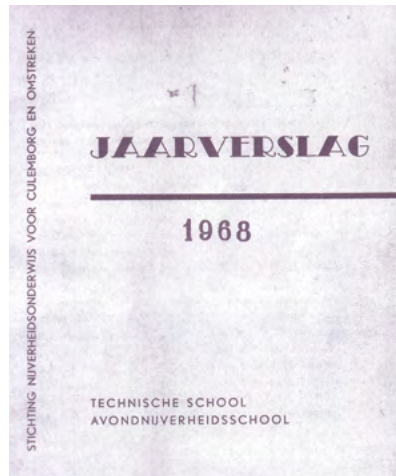 STICHTING NIJVERHEIDSONDERWIJS VOOR CULEMBORG EN OMSTREKEN
JAARVERSLAG
1968
TECHNISCHE SCHOOL
AVONDNIJVERHEIDSSCHOOL